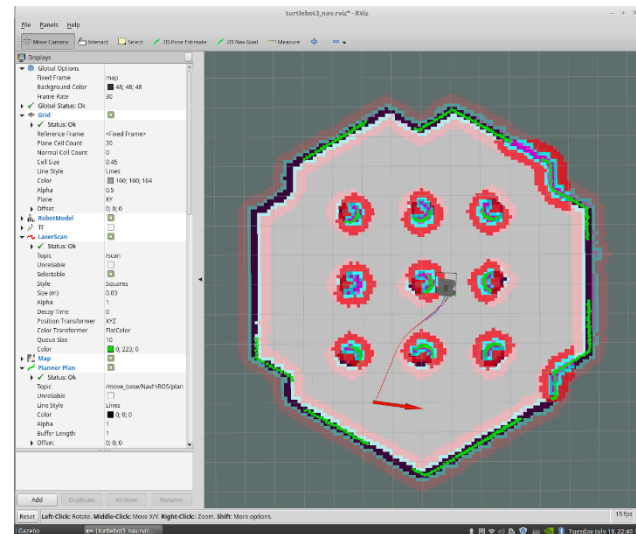 turtlebot3_nav.rviz* - RViz
File Panels Help
Move Camera Interact Select 2D Pose Estimate 2D Nav Goal Measure
Displays
Global Options
Fixed Frame map
Background Color 48; 48; 48
Frame Rate 30
Global Status: Ok
Grid
Status: Ok
Reference Frame <Fixed Frame>
Plane Cell Count 20
Normal Cell Count 0
Cell Size 0.45
Line Style Lines
Color 160; 160; 164
Alpha 0.5
Plane XY
Offset 0; 0; 0
RobotModel
TF
LaserScan
Status: Ok
Topic /scan
Unreliable
Selectable
Style Squares
Size (m) 0.03
Alpha 1
Decay Time 0
Position Transformer XYZ
Color Transformer FlatColor
Queue Size 10
Color 0; 223; 0
Map
Planner Plan
Status: Ok
Topic /move_base/NavfnROS/plan
Unreliable
Line Style Lines
Color 0; 0; 0
Alpha 1
Buffer Length 1
Offset 0; 0; 0
Add Duplicate Remove Rename
Reset Left-Click: Rotate. Middle-Click: Move X/Y. Right-Click: Zoom. Shift: More options. 15 fps
Gazebo turtlebot3_nav.rviz... Tuesday July 18, 22:40